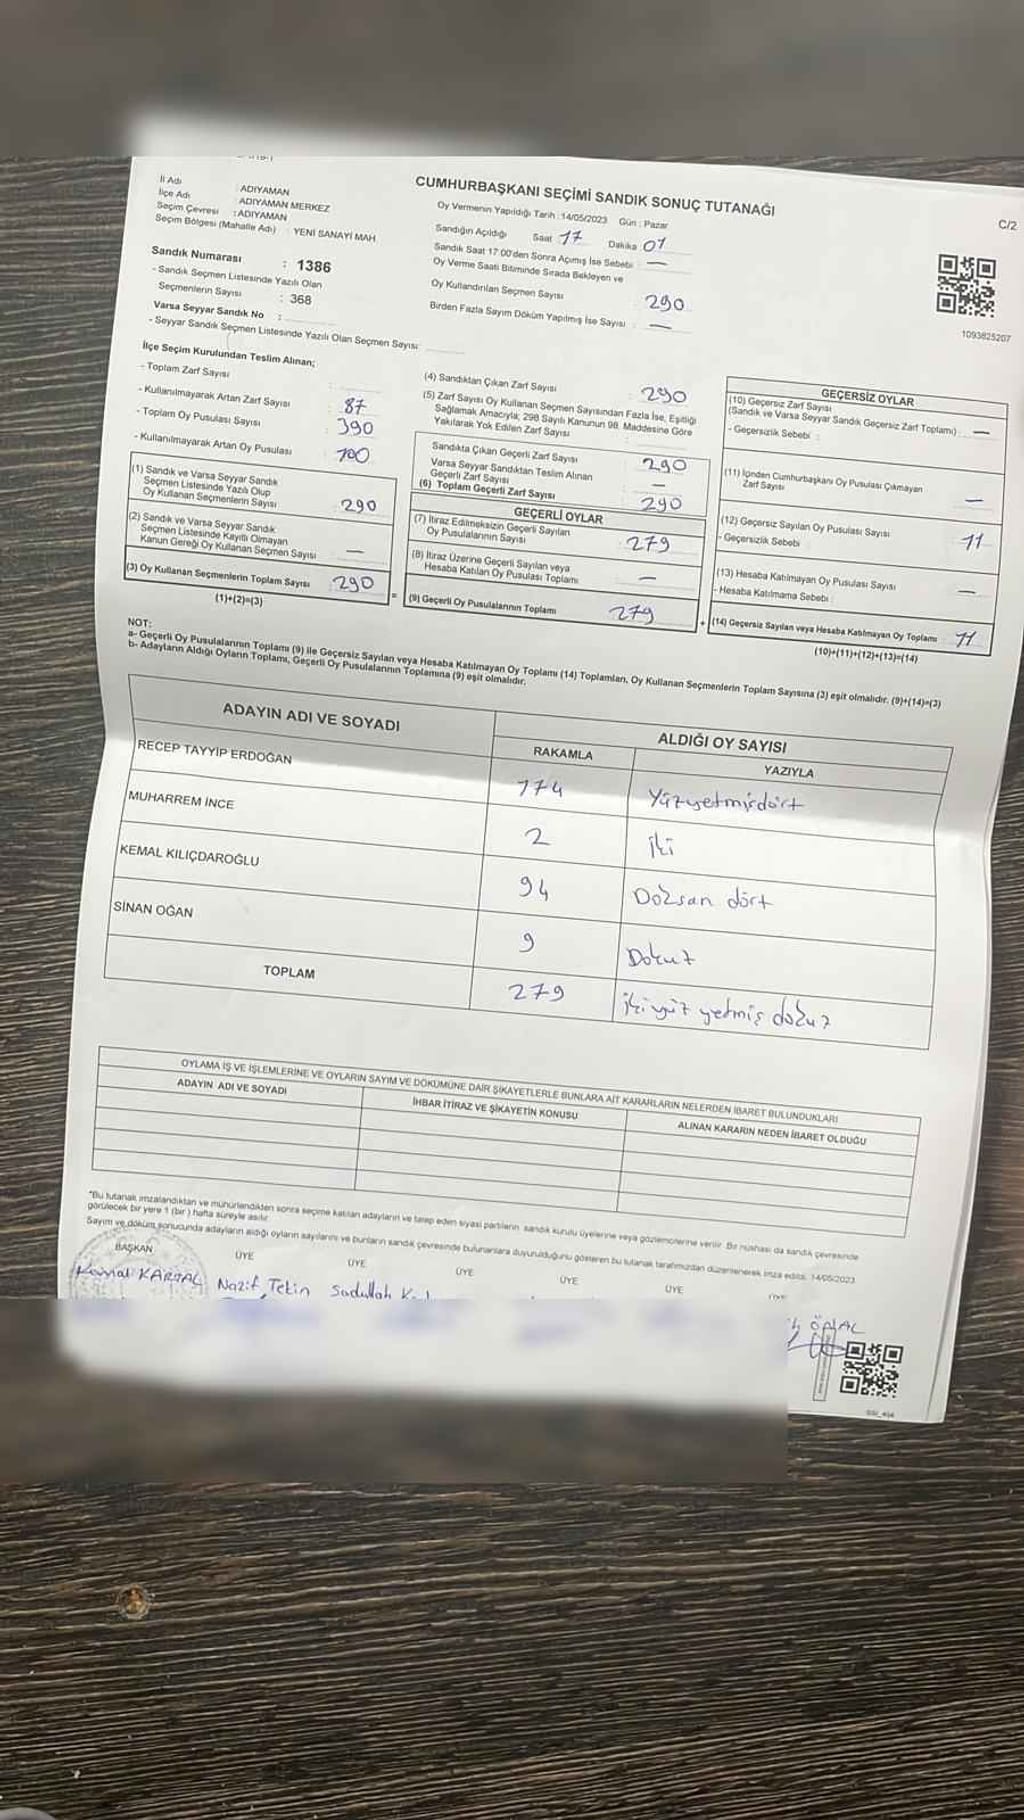 CUMHURBAŞKANI SEÇİMİ SANDIK SONUÇ TUTANAĞI
C/2
İl Adı : ADIYAMAN
İlçe Adı : ADIYAMAN MERKEZ
Seçim Çevresi : ADIYAMAN
Seçim Bölgesi (Mahalle Adı) : YENİ SANAYİ MAH
Sandık Numarası : 1386
- Sandık Seçmen Listesinde Yazılı Olan
Seçmenlerin Sayısı : 368
Varsa Seyyar Sandık No :
- Seyyar Sandık Seçmen Listesinde Yazılı Olan Seçmen Sayısı:
Oy Vermenin Yapıldığı Tarih :14/05/2023 Gün : Pazar
Sandığın Açıldığı Saat 17 Dakika 01
Sandık Saat 17:00'den Sonra Açımış İse Sebebi : —
Oy Verme Saati Bitiminde Sırada Bekleyen ve
Oy Kullandırılan Seçmen Sayısı 290
Birden Fazla Sayım Döküm Yapılmış İse Sayısı : —
1093825207
İlçe Seçim Kurulundan Teslim Alınan;
- Toplam Zarf Sayısı :
- Kullanılmayarak Artan Zarf Sayısı : 87
- Toplam Oy Pusulası Sayısı : 390
- Kullanılmayarak Artan Oy Pusulası : 100
(1) Sandık ve Varsa Seyyar Sandık
Seçmen Listesinde Yazılı Olup
Oy Kullanan Seçmenlerin Sayısı : 290
(2) Sandık ve Varsa Seyyar Sandık
Seçmen Listesinde Kayıtlı Olmayan
Kanun Gereği Oy Kullanan Seçmen Sayısı : —
(3) Oy Kullanan Seçmenlerin Toplam Sayısı : 290
(1)+(2)=(3)
=
(4) Sandıktan Çıkan Zarf Sayısı : 290
(5) Zarf Sayısı Oy Kullanan Seçmen Sayısından Fazla İse, Eşitliği
Sağlamak Amacıyla; 298 Sayılı Kanunun 98. Maddesine Göre
Yakılarak Yok Edilen Zarf Sayısı :
Sandıkta Çıkan Geçerli Zarf Sayısı : 290
Varsa Seyyar Sandıktan Teslim Alınan
Geçerli Zarf Sayısı : —
(6) Toplam Geçerli Zarf Sayısı : 290
GEÇERLİ OYLAR
(7) İtiraz Edilmeksizin Geçerli Sayılan
Oy Pusulalarının Sayısı : 279
(8) İtiraz Üzerine Geçerli Sayılan veya
Hesaba Katılan Oy Pusulası Toplamı : —
(9) Geçerli Oy Pusulalarının Toplamı 279
+
GEÇERSİZ OYLAR
(10) Geçersiz Zarf Sayısı
(Sandık ve Varsa Seyyar Sandık Geçersiz Zarf Toplamı) : —
- Geçersizlik Sebebi :
(11) İçinden Cumhurbaşkanı Oy Pusulası Çıkmayan
Zarf Sayısı : —
(12) Geçersiz Sayılan Oy Pusulası Sayısı : 11
- Geçersizlik Sebebi :
(13) Hesaba Katılmayan Oy Pusulası Sayısı : —
- Hesaba Katılmama Sebebi :
(14) Geçersiz Sayılan veya Hesaba Katılmayan Oy Toplamı : 11
(10)+(11)+(12)+(13)=(14)
NOT:
a- Geçerli Oy Pusulalarının Toplamı (9) ile Geçersiz Sayılan veya Hesaba Katılmayan Oy Toplamı (14) Toplamları, Oy Kullanan Seçmenlerin Toplam Sayısına (3) eşit olmalıdır. (9)+(14)=(3)
b- Adayların Aldığı Oyların Toplamı, Geçerli Oy Pusulalarının Toplamına (9) eşit olmalıdır.
ADAYIN ADI VE SOYADI
ALDIĞI OY SAYISI
RAKAMLA YAZIYLA
RECEP TAYYİP ERDOĞAN 174 Yüzyetmişdört
MUHARREM İNCE 2 iki
KEMAL KILIÇDAROĞLU 94 Doksan dört
SİNAN OĞAN 9 Dokuz
TOPLAM 279 ikiyüz yetmiş dokuz
OYLAMA İŞ VE İŞLEMLERİNE VE OYLARIN SAYIM VE DÖKÜMÜNE DAİR ŞİKAYETLERLE BUNLARA AİT KARARLARIN NELERDEN İBARET BULUNDUKLARI
ADAYIN ADI VE SOYADI İHBAR İTİRAZ VE ŞİKAYETİN KONUSU ALINAN KARARIN NEDEN İBARET OLDUĞU
"Bu tutanak imzalandıktan ve mühürlendikten sonra seçime katılan adayların ve talep eden siyasi partilerin sandık kurulu üyelerine veya gözlemcilerine verilir. Bir nüshası da sandık çevresinde
görülecek bir yere 1 (bir ) hafta süreyle asılır.
Sayım ve döküm sonucunda adayların aldığı oyların sayılarını ve bunların sandık çevresinde bulunanlara duyurulduğunu gösteren bu tutanak tarafımızdan düzenlenerek imza edildi. 14/05/2023
BAŞKAN ÜYE ÜYE ÜYE ÜYE ÜYE
Kemal KARTAL Nazif Tekin Sadullah
ÖNAL